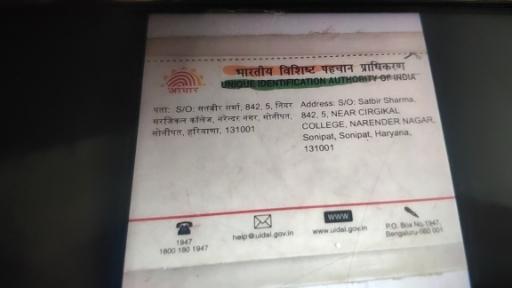 भारतीय विशिष्ट पहचान प्राधिकरण
UNIQUE IDENTIFICATION AUTHORITY OF INDIA
आधार
पता: S/O: सतबीर शर्मा, 842, 5, नियर
सरजिकल कॉलेज, नरेन्दर नगर, सोनीपत,
सोनीपत, हरियाणा, 131001
Address: S/O: Satbir Sharma,
842, 5, NEAR CIRGIKAL
COLLEGE, NARENDER NAGAR,
Sonipat, Sonipat, Haryana,
131001
1947
1800 180 1947
help@uidai.gov.in
WWW
www.uidai.gov.in
P.O. Box No.1947,
Bengaluru-560 001